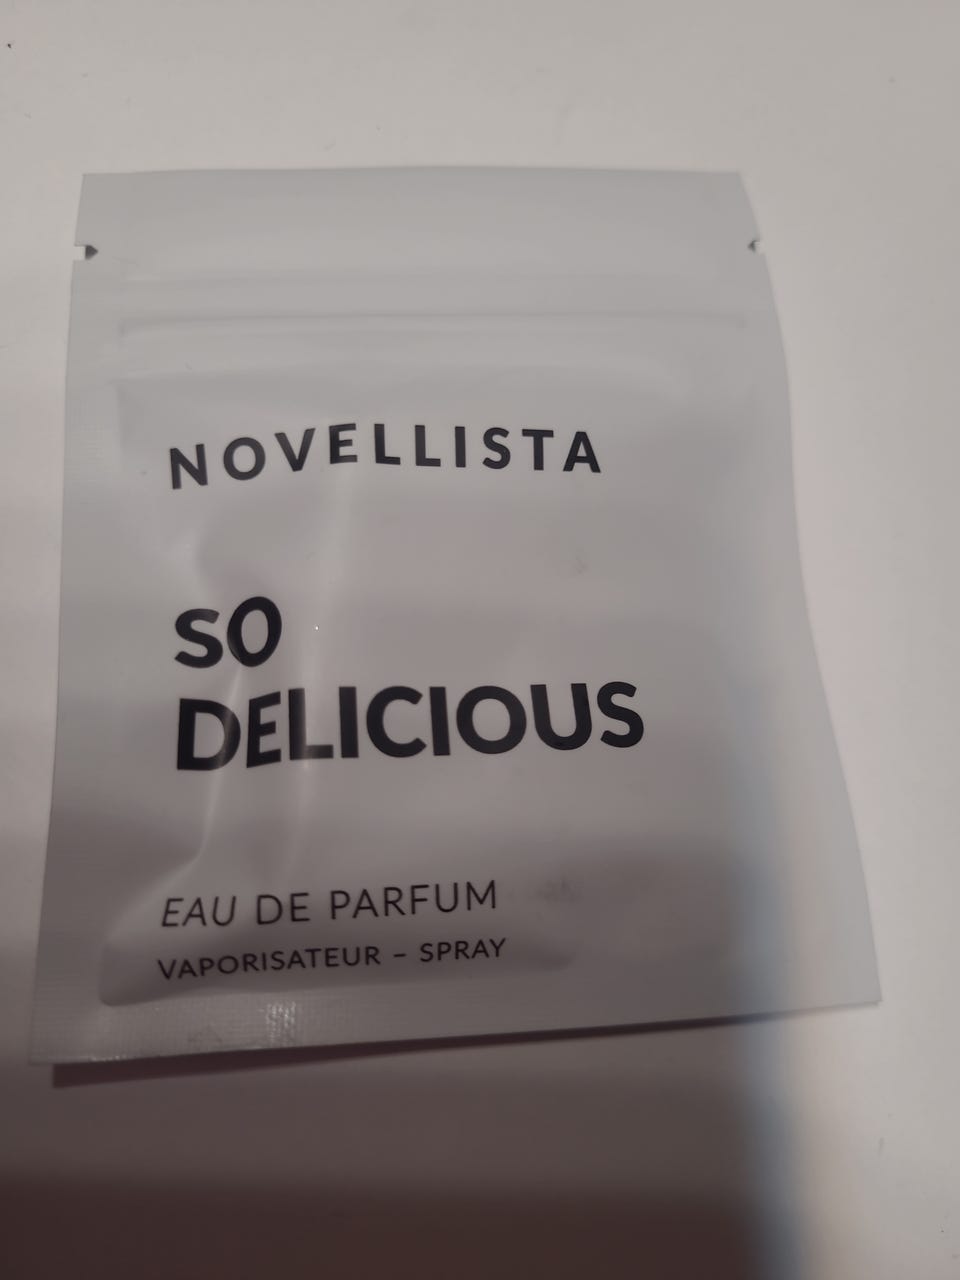 NOVELLISTA
SO
DELICIOUS
EAU DE PARFUM
VAPORISATEUR – SPRAY